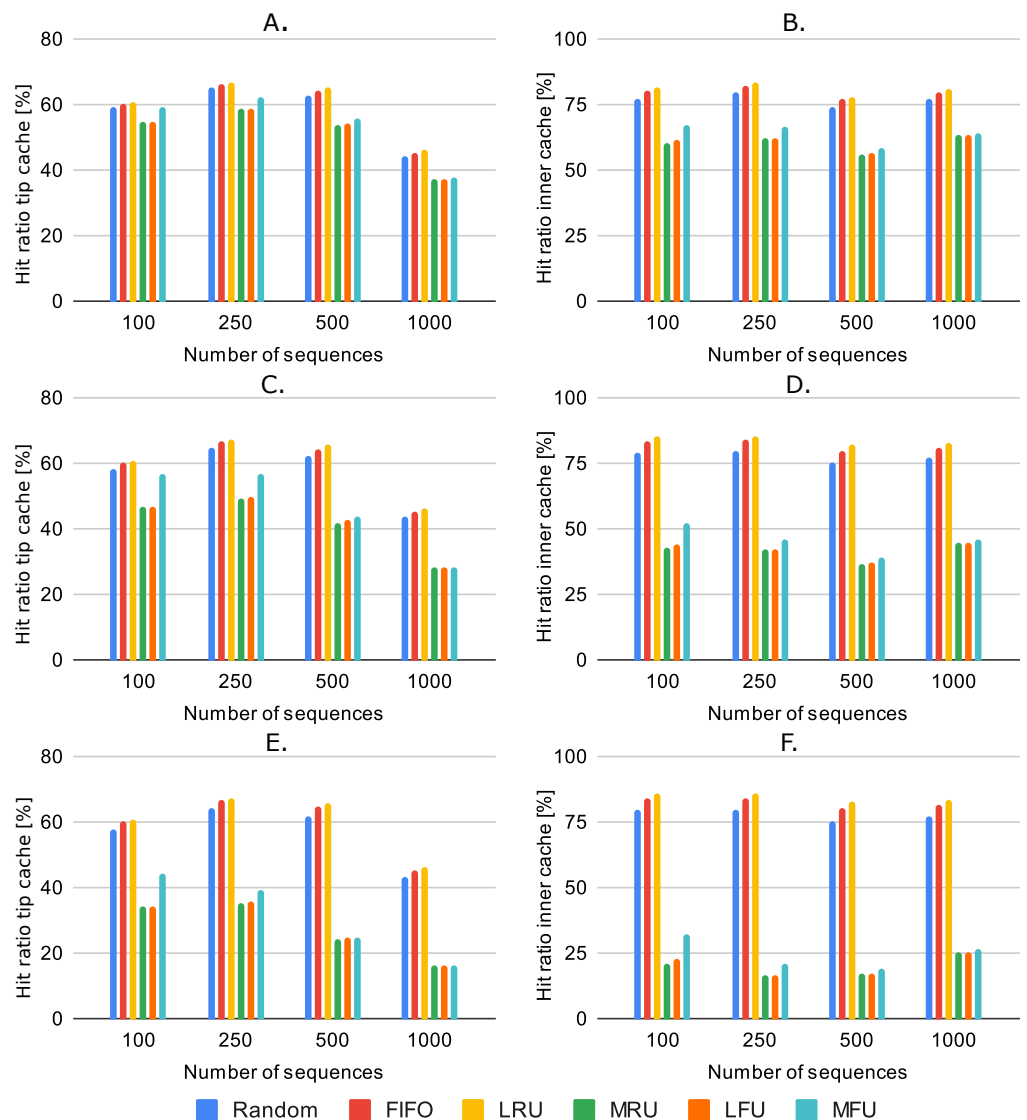 A.
Hit ratio tip cache [%]
80
60
40
20
0
100 250 500 1000
Number of sequences
B.
Hit ratio inner cache [%]
100
75
50
25
0
100 250 500 1000
Number of sequences
C.
Hit ratio tip cache [%]
80
60
40
20
0
100 250 500 1000
Number of sequences
D.
Hit ratio inner cache [%]
100
75
50
25
0
100 250 500 1000
Number of sequences
E.
Hit ratio tip cache [%]
80
60
40
20
0
100 250 500 1000
Number of sequences
F.
Hit ratio inner cache [%]
100
75
50
25
0
100 250 500 1000
Number of sequences
Random FIFO LRU MRU LFU MFU